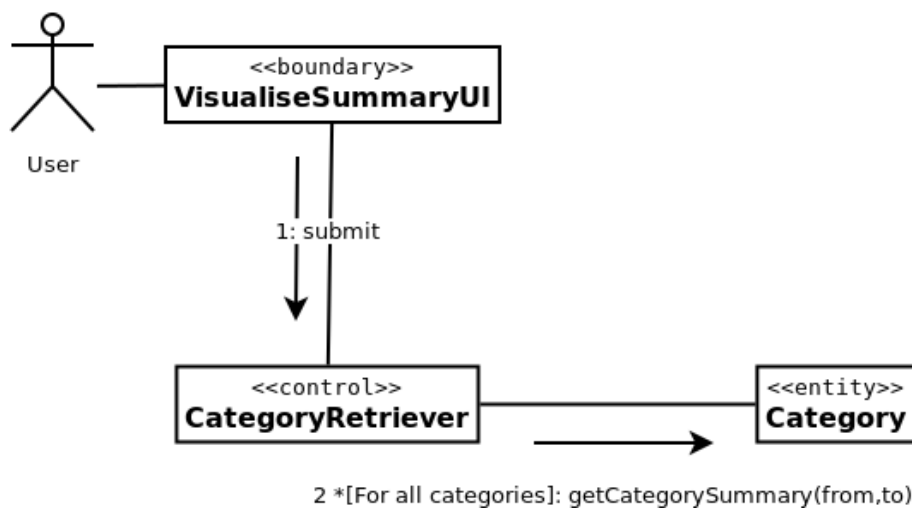 <<boundary>>
VisualiseSummaryUI
User
1: submit
<<control>>
CategoryRetriever
<<entity>>
Category
2 *[For all categories]: getCategorySummary(from,to)